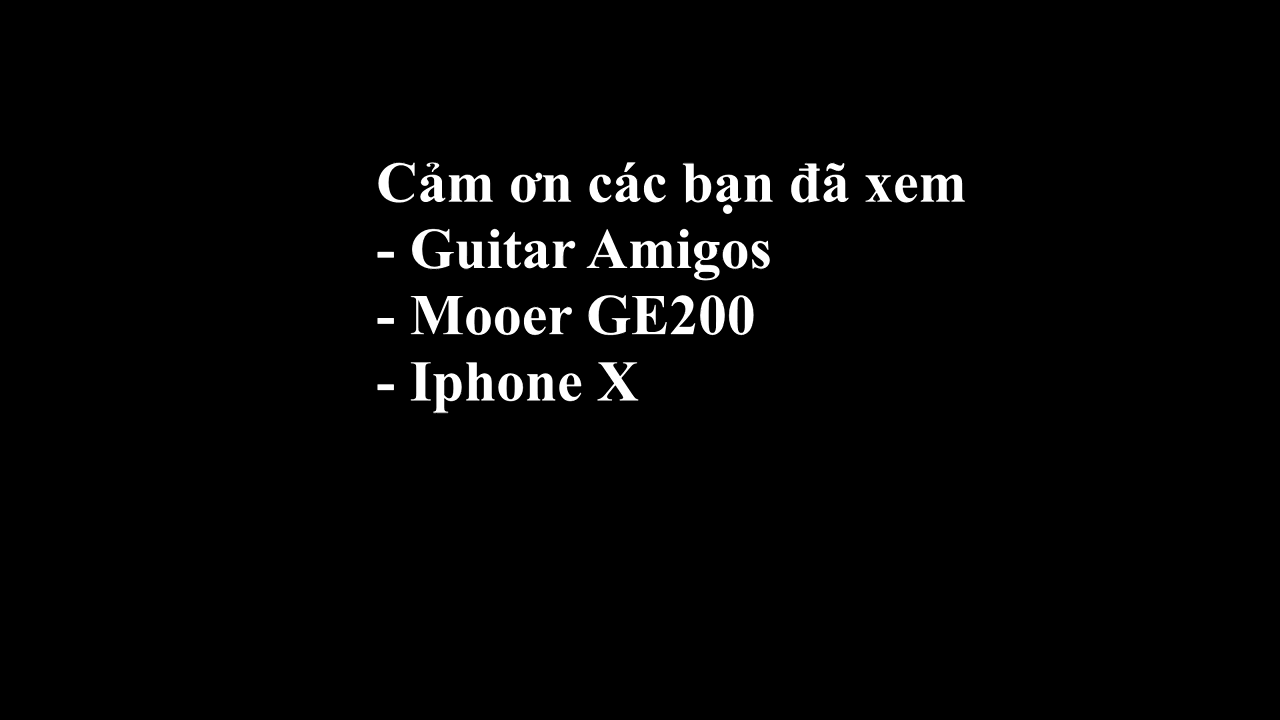 Cảm ơn các bạn đã xem
- Guitar Amigos
- Mooer GE200
- Iphone X